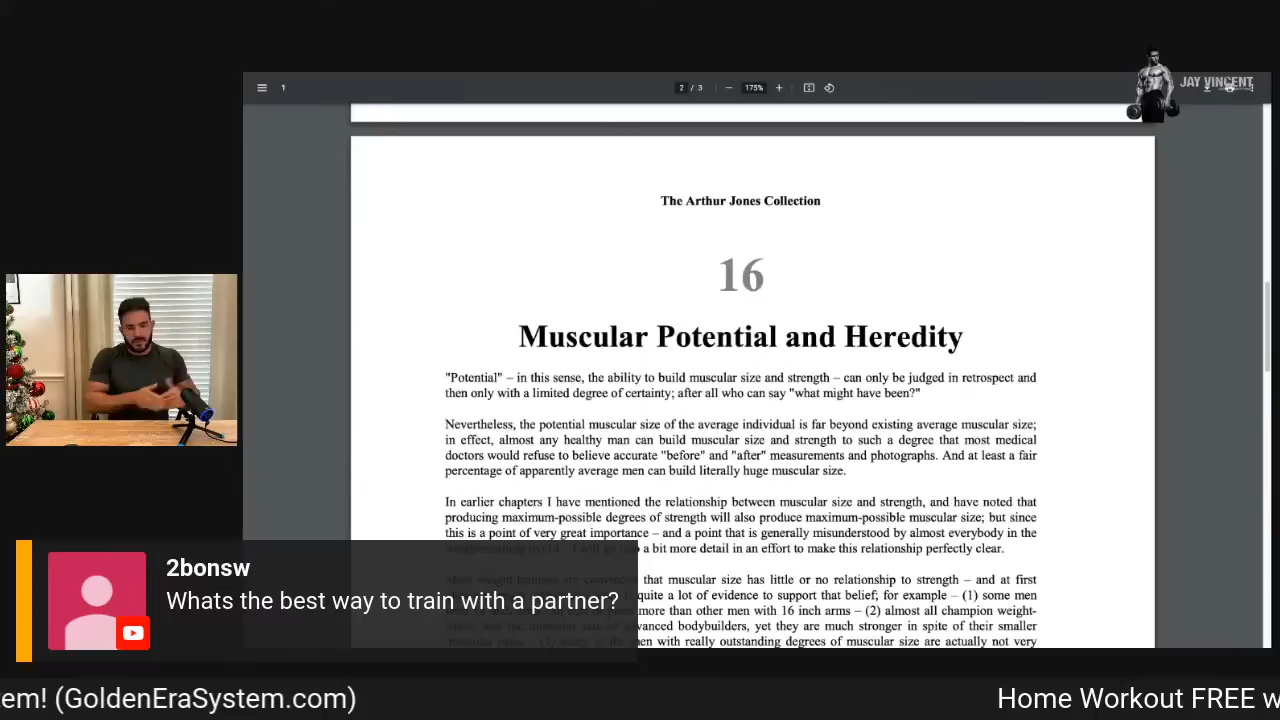 1
2 / 3
175%
JAY VINCENT
The Arthur Jones Collection
16
Muscular Potential and Heredity
"Potential" – in this sense, the ability to build muscular size and strength – can only be judged in retrospect and
then only with a limited degree of certainty; after all who can say "what might have been?"
Nevertheless, the potential muscular size of the average individual is far beyond existing average muscular size;
in effect, almost any healthy man can build muscular size and strength to such a degree that most medical
doctors would refuse to believe accurate "before" and "after" measurements and photographs. And at least a fair
percentage of apparently average men can build literally huge muscular size.
In earlier chapters I have mentioned the relationship between muscular size and strength, and have noted that
producing maximum-possible degrees of strength will also produce maximum-possible muscular size; but since
this is a point of very great importance – and a point that is generally misunderstood by almost everybody in the
a bit more detail in an effort to make this relationship perfectly clear.
that muscular size has little or no relationship to strength – and at first
quite a lot of evidence to support that belief; for example – (1) some men
more than other men with 16 inch arms – (2) almost all champion weight-
advanced bodybuilders, yet they are much stronger in spite of their smaller
men with really outstanding degrees of muscular size are actually not very
2bonsw
Whats the best way to train with a partner?
tem! (GoldenEraSystem.com)
Home Workout FREE w